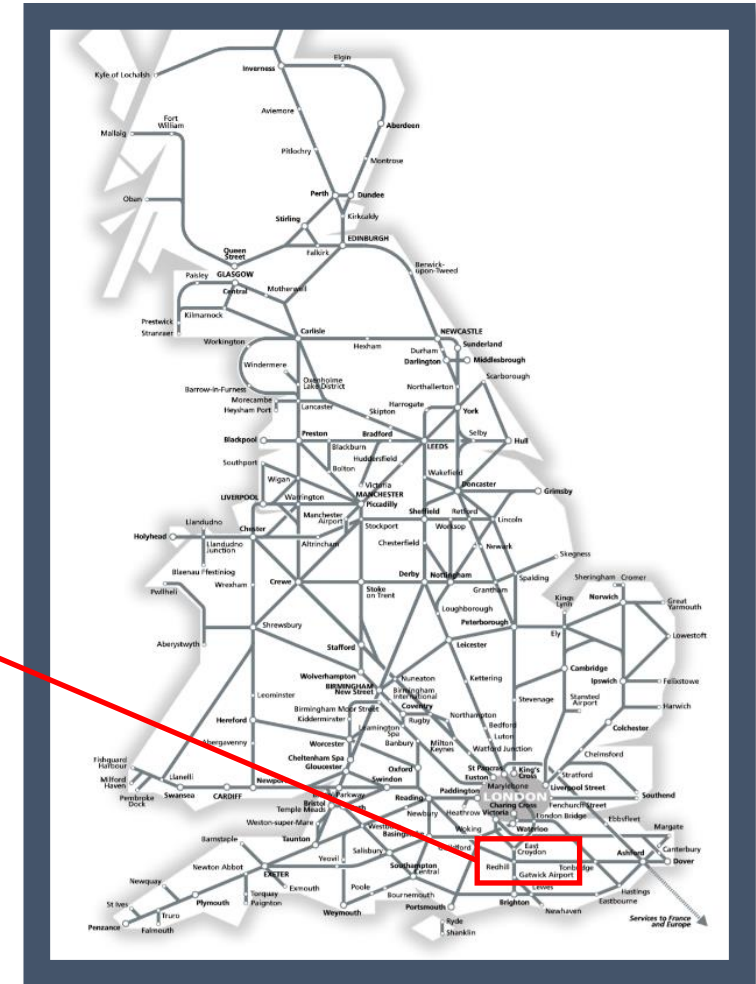 Kyle of Lochalsh
Inverness
Elgin
Aviemore
Fort
William
Mallaig
Aberdeen
Pitlochry
Montrose
Oban
Perth
Dundee
Stirling
Kirkcaldy
Queen
Street
Falkirk
EDINBURGH
Paisley
GLASGOW
Central
Motherwell
Berwick-
upon-Tweed
Prestwick
Kilmarnock
Stranraer
Carlisle
NEWCASTLE
Workington
Hexham
Durham
Sunderland
Darlington
Middlesbrough
Windermere
Scarborough
Oxenholme
Lake District
Northallerton
Barrow-in-Furness
Morecambe
Heysham Port
Lancaster
Harrogate
Skipton
York
Blackpool
Preston
Bradford
Selby
Hull
Blackburn
LEEDS
Huddersfield
Southport
Bolton
Wakefield
Wigan
Victoria
MANCHESTER
Piccadilly
Doncaster
Grimsby
LIVERPOOL
Warrington
Manchester
Airport
Sheffield
Retford
Lincoln
Llandudno
Stockport
Worksop
Holyhead
Chester
Llandudno
Junction
Altrincham
Chesterfield
Newark
Skegness
Blaenau Ffestiniog
Crewe
Derby
Nottingham
Spalding
Sheringham
Cromer
Pwllheli
Wrexham
Stoke
on Trent
Grantham
Kings
Lynn
Norwich
Great
Yarmouth
Loughborough
Shrewsbury
Peterborough
Ely
Lowestoft
Aberystwyth
Stafford
Leicester
Wolverhampton
Nuneaton
Cambridge
BIRMINGHAM
New Street
Birmingham
International
Kettering
Ipswich
Felixstowe
Leominster
Coventry
Stevenage
Stansted
Airport
Harwich
Birmingham Moor Street
Kidderminster
Rugby
Northampton
Hereford
Leamington
Spa
Bedford
Colchester
Abergavenny
Worcester
Banbury
Milton
Keynes
Luton
Watford Junction
Chelmsford
Fishguard
Harbour
Cheltenham Spa
Gloucester
Oxford
St Pancras
King's
Cross
Stratford
Milford
Haven
Llanelli
Swindon
Euston
Marylebone
Liverpool Street
Pembroke
Dock
Swansea
CARDIFF
Newport
Parkway
Reading
Paddington
LONDON
Fenchurch Street
Southend
Bristol
Temple Meads
Bath
Newbury
Heathrow
Victoria
Charing Cross
London Bridge
Ebbsfleet
Weston-super-Mare
Woking
Waterloo
Margate
Barnstaple
Taunton
East
Croydon
Canterbury
Yeovil
Salisbury
Redhill
Tonbridge
Ashford
Dover
Newton Abbot
EXETER
Southampton
Central
Gatwick Airport
Newquay
Exmouth
Poole
Lewes
Hastings
St Ives
Plymouth
Torquay
Paignton
Bournemouth
Brighton
Eastbourne
Truro
Weymouth
Portsmouth
Newhaven
Penzance
Falmouth
Ryde
Shanklin
Services to France
and Europe